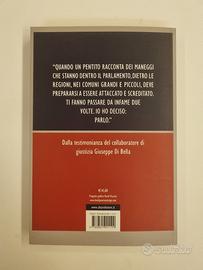 "QUANDO UN PENTITO RACCONTA DEI MANEGGI
CHE STANNO DENTRO IL PARLAMENTO, DIETRO LE
REGIONI, NEI COMUNI GRANDI E PICCOLI, DEVE
PREPARARSI A ESSERE ATTACCATO E SCREDITATO.
TI FANNO PASSARE DA INFAME DUE
VOLTE. IO HO DECISO:
PARLO."
Dalla testimonianza del collaboratore di
giustizia Giuseppe Di Bella